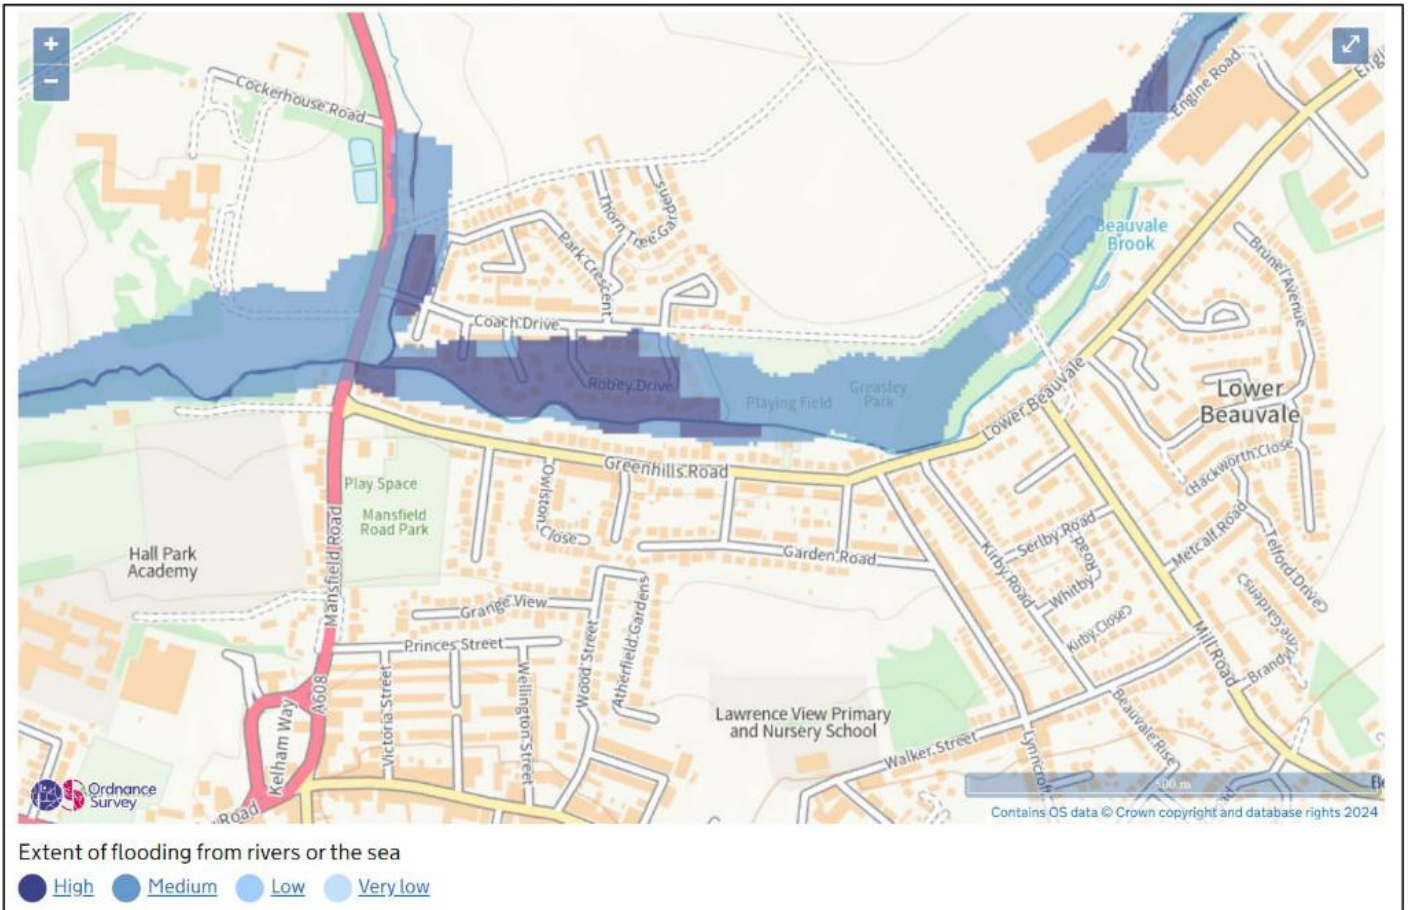 +
−
Cockerhouse Road
Engine Road
Thorn Tree Gardens
Park Crescent
Beauvale
Brook
Brunel Avenue
Coach Drive
Robey Drive
Playing Field
Greasley
Park
Lower Beauvale
Lower
Beauvale
Greenhills Road
Hackworth Close
Play Space
Mansfield
Road Park
Owlston Close
Mansfield Road
Hall Park
Academy
Garden Road
Serlby Road
Metcalf Road
Telford Drive
Kirby Road
Whitby Road
Grange View
Kirby Close
Princes Street
Atherfield Gardens
Wood Street
Mill Road
A608
Victoria Street
Wellington Street
Kelham Way
Lawrence View Primary
and Nursery School
Beauvale Rise
Walker Street
Ordnance
Survey
Road
Contains OS data © Crown copyright and database rights 2024
Extent of flooding from rivers or the sea
High Medium Low Very low